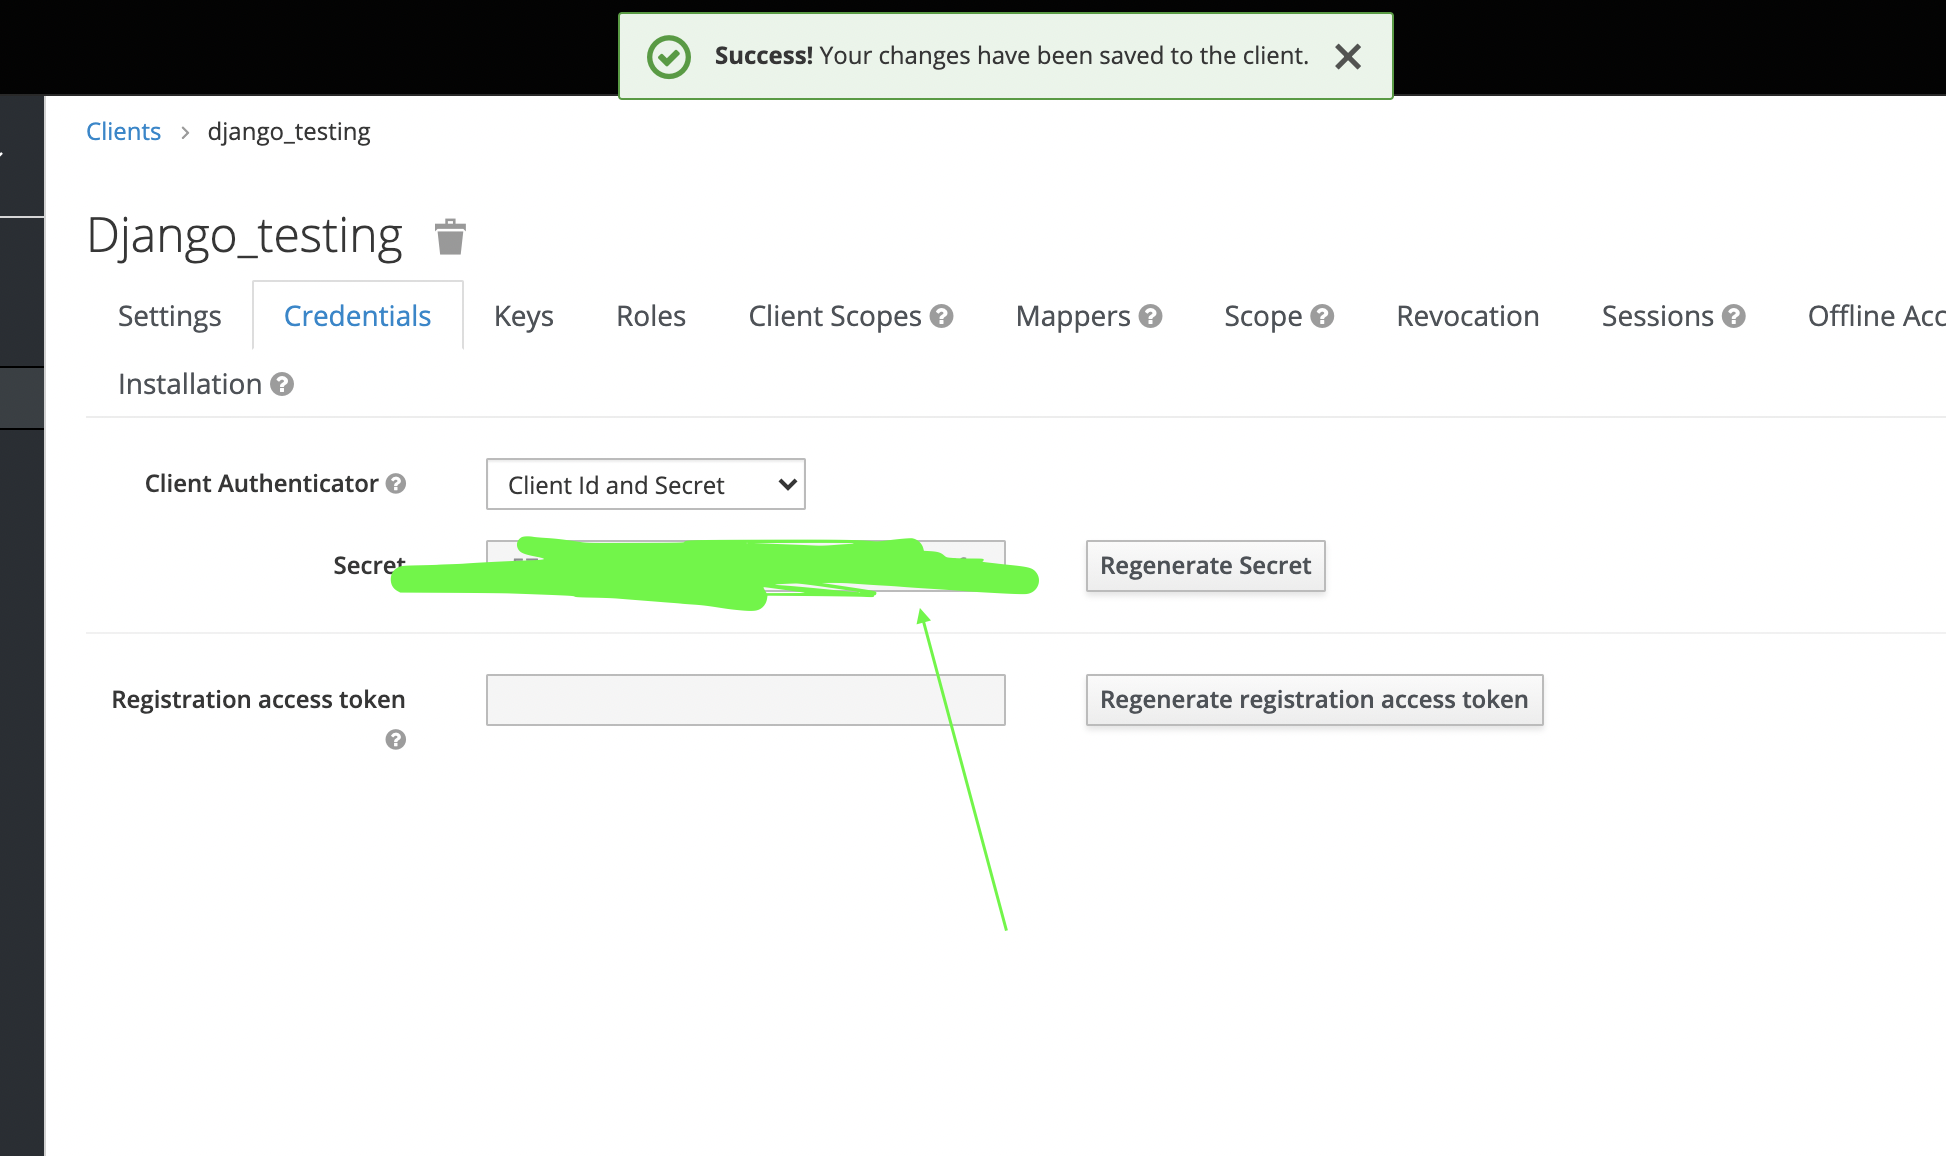 Success! Your changes have been saved to the client.
Clients > django_testing
Django_testing
Settings Credentials Keys Roles Client Scopes Mappers Scope Revocation Sessions Offline Acc
Installation
Client Authenticator Client Id and Secret
Secret Regenerate Secret
Registration access token Regenerate registration access token